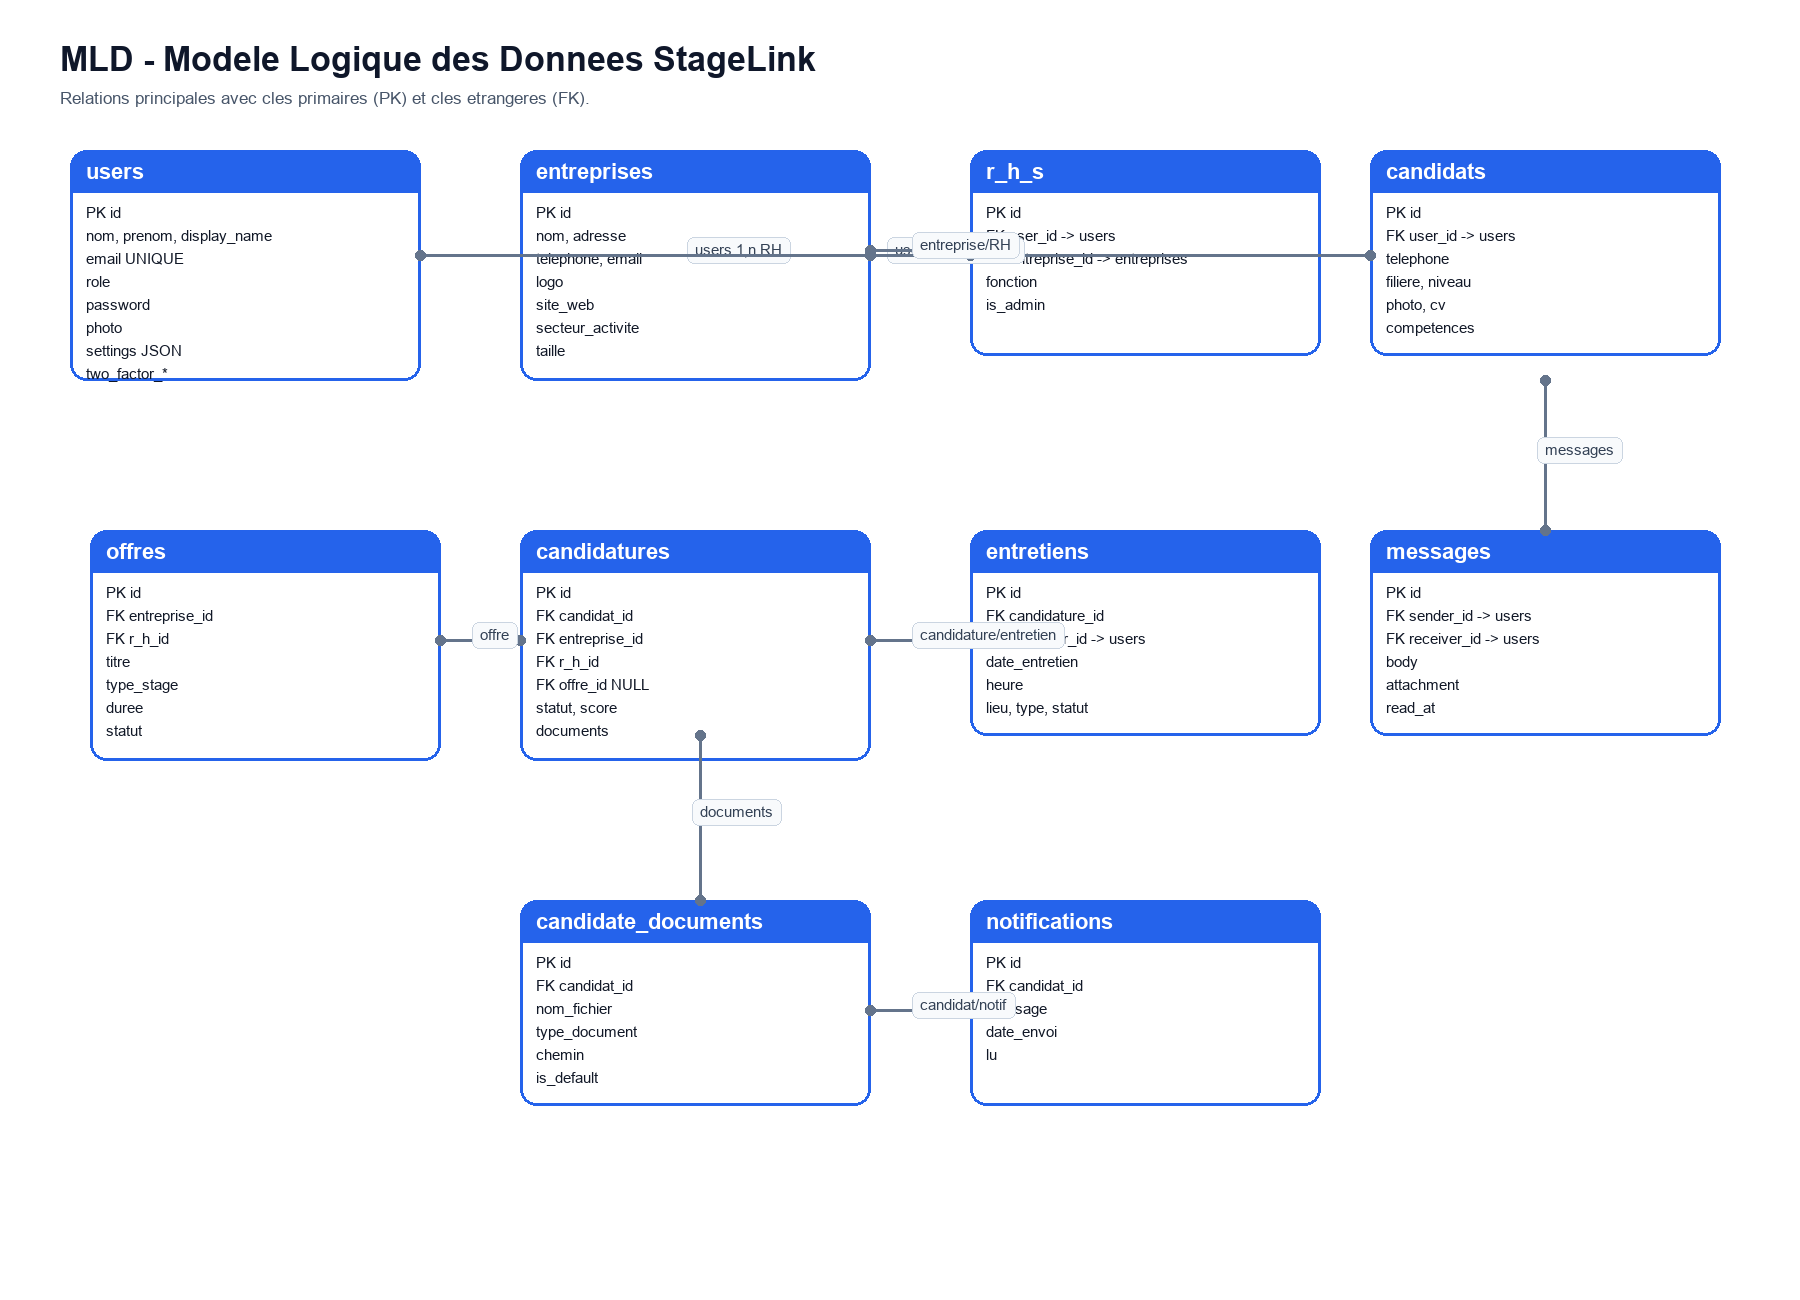 MLD - Modele Logique des Donnees StageLink
Relations principales avec cles primaires (PK) et cles etrangeres (FK).
users
PK id
nom, prenom, display_name
email UNIQUE
role
password
photo
settings JSON
two_factor_*
entreprises
PK id
nom, adresse
telephone, email
logo
site_web
secteur_activite
taille
users 1,n RH
entreprise/RH
r_h_s
PK id
user_id -> users
entreprise_id -> entreprises
fonction
is_admin
candidats
PK id
FK user_id -> users
telephone
filiere, niveau
photo, cv
competences
messages
offres
PK id
FK entreprise_id
FK r_h_id
titre
type_stage
duree
statut
offre
candidatures
PK id
FK candidat_id
FK entreprise_id
FK r_h_id
FK offre_id NULL
statut, score
documents
candidature/entretien
entretiens
PK id
FK candidature_id
r_id -> users
date_entretien
heure
lieu, type, statut
messages
PK id
FK sender_id -> users
FK receiver_id -> users
body
attachment
read_at
documents
candidate_documents
PK id
FK candidat_id
nom_fichier
type_document
chemin
is_default
candidat/notif
notifications
PK id
FK candidat_id
sage
date_envoi
lu